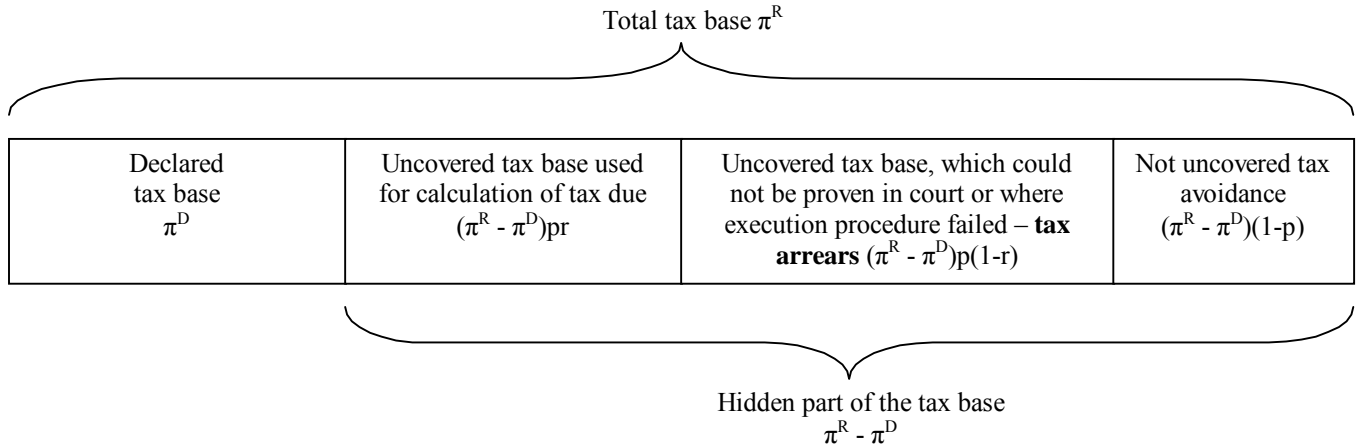 Total tax base π^R
Declared
tax base
π^D
Uncovered tax base used
for calculation of tax due
(π^R - π^D)pr
Uncovered tax base, which could
not be proven in court or where
execution procedure failed – tax
arrears (π^R - π^D)p(1-r)
Not uncovered tax
avoidance
(π^R - π^D)(1-p)
Hidden part of the tax base
π^R - π^D